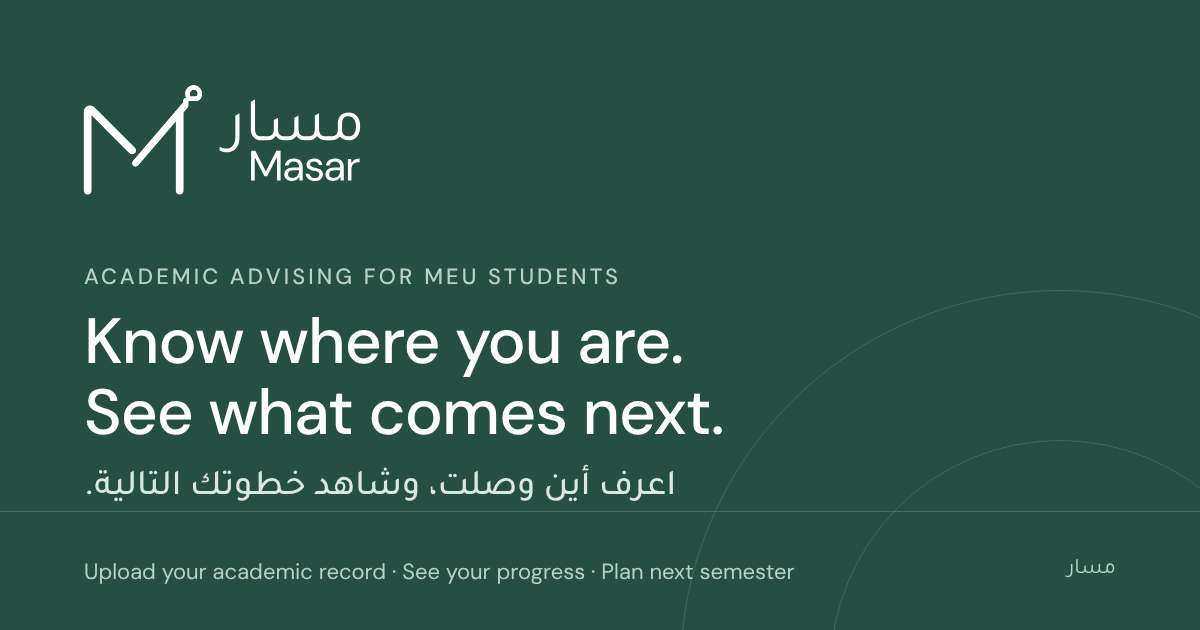 مسار
Masar
ACADEMIC ADVISING FOR MEU STUDENTS
Know where you are.
See what comes next.
اعرف أين وصلت، وشاهد خطوتك التالية.
Upload your academic record · See your progress · Plan next semester
مسار